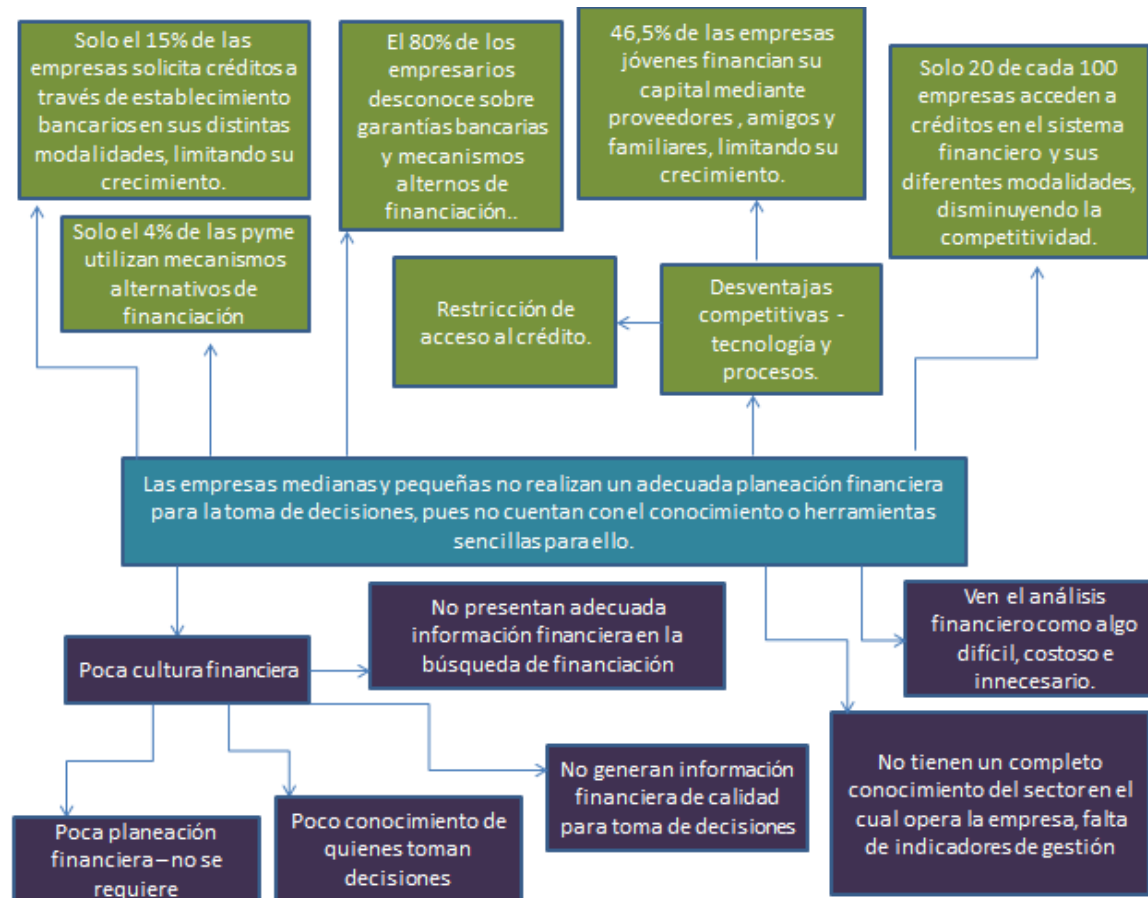 Solo el 15% de las
empresas solicita créditos a
través de establecimiento
bancarios en sus distintas
modalidades, limitando su
crecimiento.
El 80% de los
empresarios
desconoce sobre
garantías bancarias
y mecanismos
alternos de
financiación..
46,5% de las empresas
jóvenes financian su
capital mediante
proveedores , amigos y
familiares, limitando su
crecimiento.
Solo 20 de cada 100
empresas acceden a
créditos en el sistema
financiero y sus
diferentes modalidades,
disminuyendo la
competitividad.
Solo el 4% de las pyme
utilizan mecanismos
alternativos de
financiación
Restricción de
acceso al crédito.
Desventajas
competitivas -
tecnología y
procesos.
Las empresas medianas y pequeñas no realizan un adecuada planeación financiera
para la toma de decisiones, pues no cuentan con el conocimiento o herramientas
sencillas para ello.
Poca cultura financiera
No presentan adecuada
información financiera en la
búsqueda de financiación
Ven el análisis
financiero como algo
difícil, costoso e
innecesario.
Poca planeación
financiera – no se
requiere
Poco conocimiento de
quienes toman
decisiones
No generan información
financiera de calidad
para toma de decisiones
No tienen un completo
conocimiento del sector en el
cual opera la empresa, falta
de indicadores de gestión